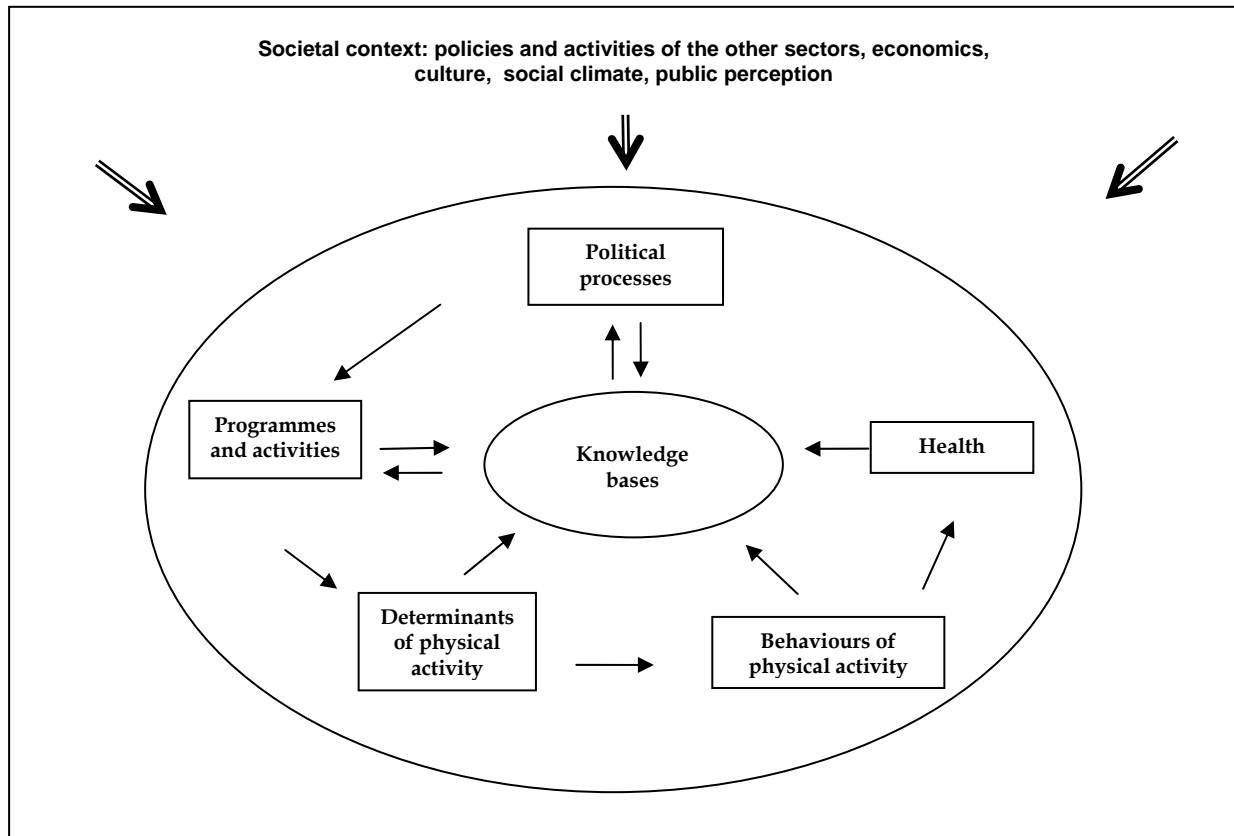 Societal context: policies and activities of the other sectors, economics,
culture, social climate, public perception
Political
processes
Programmes
and activities
Knowledge
bases
Health
Determinants
of physical
activity
Behaviours of
physical activity